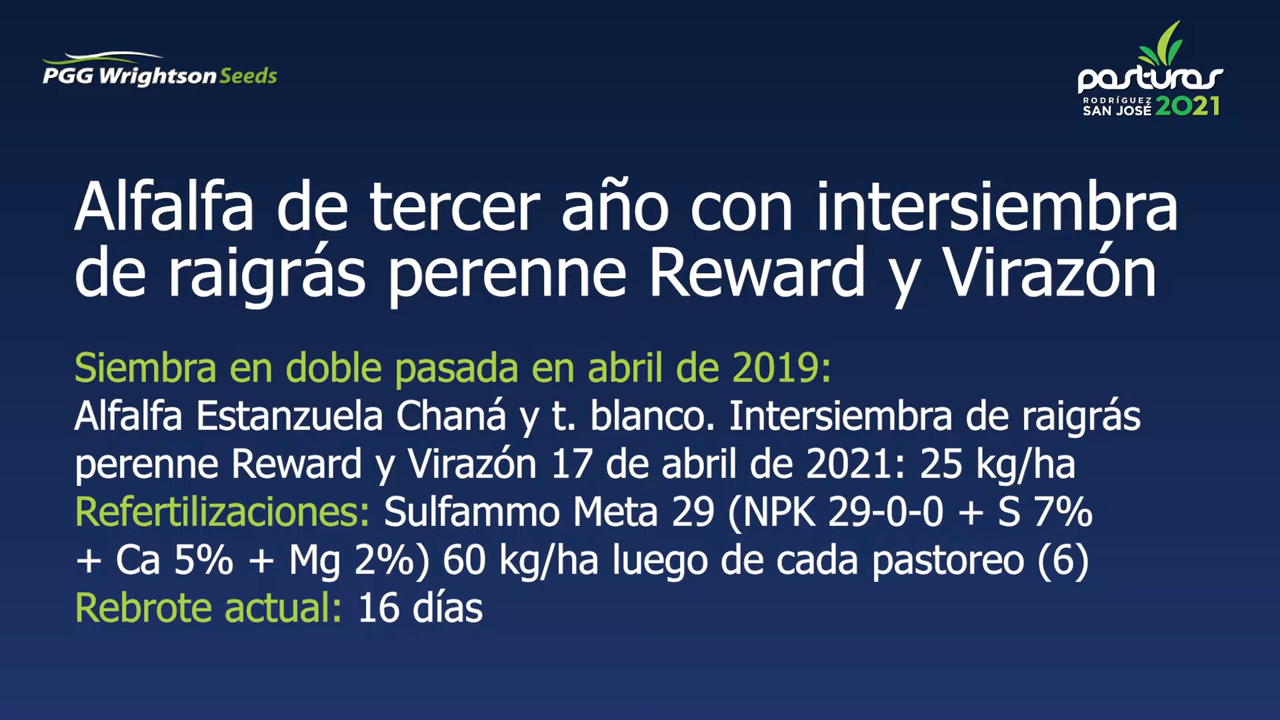 PGG Wrightson Seeds
pasturas
RODRÍGUEZ
SAN JOSÉ 2021
Alfalfa de tercer año con intersiembra
de raigrás perenne Reward y Virazón
Siembra en doble pasada en abril de 2019:
Alfalfa Estanzuela Chaná y t. blanco. Intersiembra de raigrás
perenne Reward y Virazón 17 de abril de 2021: 25 kg/ha
Refertilizaciones: Sulfammo Meta 29 (NPK 29-0-0 + S 7%
+ Ca 5% + Mg 2%) 60 kg/ha luego de cada pastoreo (6)
Rebrote actual: 16 días